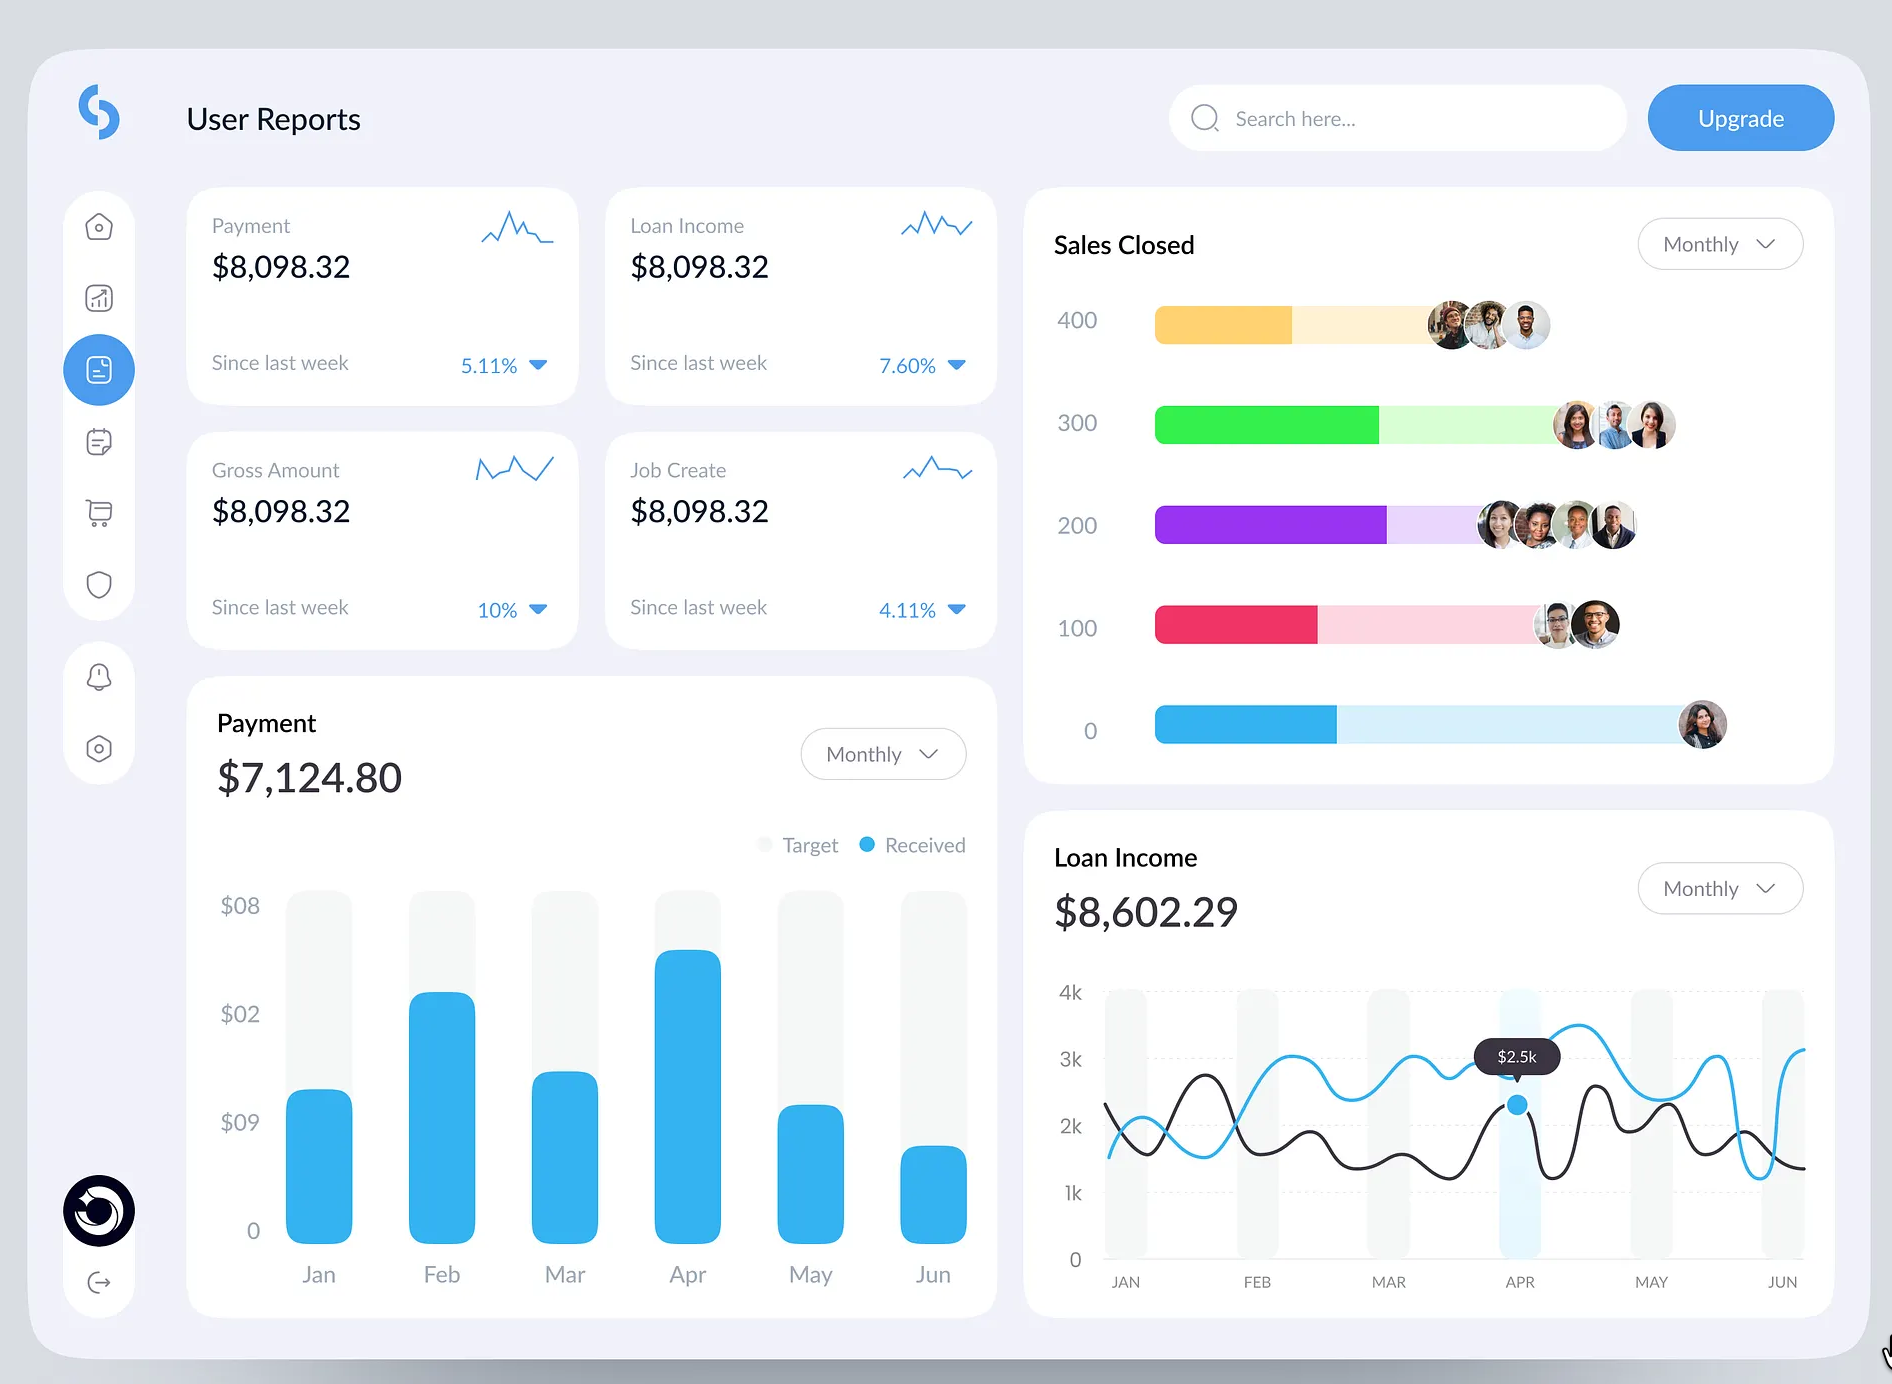 User Reports
Search here...
Upgrade
Payment
$8,098.32
Since last week
5.11%
Loan Income
$8,098.32
Since last week
7.60%
Gross Amount
$8,098.32
Since last week
10%
Job Create
$8,098.32
Since last week
4.11%
Sales Closed
Monthly
400
300
200
100
0
Payment
$7,124.80
Monthly
Target
Received
$08
$02
$09
0
Jan
Feb
Mar
Apr
May
Jun
Loan Income
$8,602.29
Monthly
4k
3k
2k
1k
0
$2.5k
JAN
FEB
MAR
APR
MAY
JUN